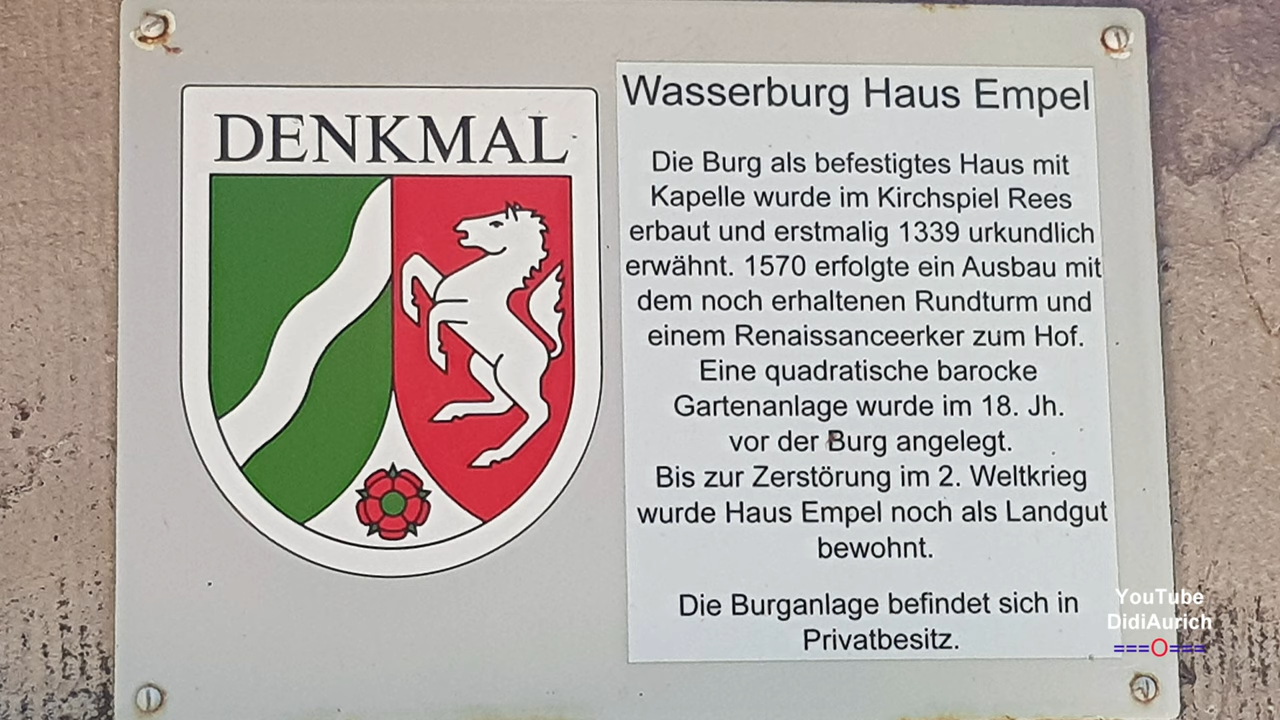 DENKMAL
Wasserburg Haus Empel
Die Burg als befestigtes Haus mit
Kapelle wurde im Kirchspiel Rees
erbaut und erstmalig 1339 urkundlich
erwähnt. 1570 erfolgte ein Ausbau mit
dem noch erhaltenen Rundturm und
einem Renaissanceerker zum Hof.
Eine quadratische barocke
Gartenanlage wurde im 18. Jh.
vor der Burg angelegt.
Bis zur Zerstörung im 2. Weltkrieg
wurde Haus Empel noch als Landgut
bewohnt.
Die Burganlage befindet sich in
Privatbesitz.
YouTube
DidiAurich
===O===